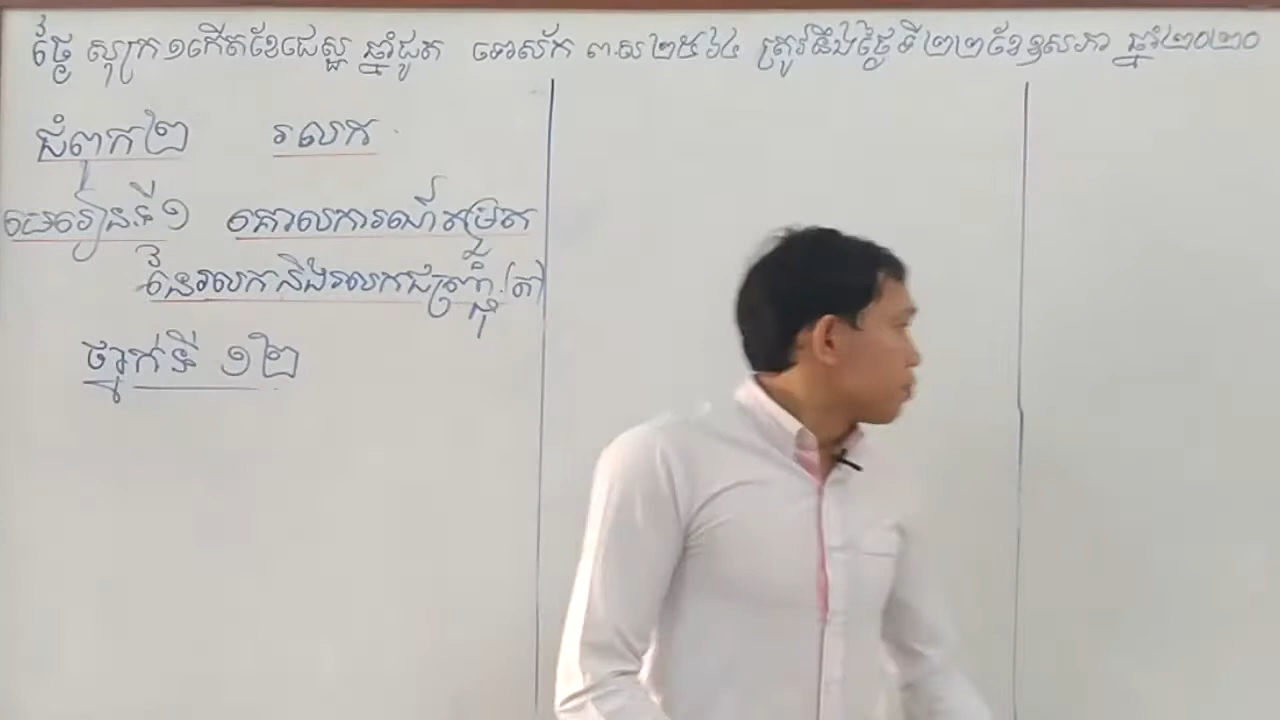 ថ្ងៃ សុក្រ ១កើតខែជេស្ឋ ឆ្នាំជូត ទោស័ក ព.ស ២៥៦៤ ត្រូវនឹងថ្ងៃទី២២ខែឧសភា ឆ្នាំ២០២០
ជំពូក២ រលក
មេរៀនទី១ គោលការណ៍តម្រួត
នៃរលកនិងរលកជញ្ជ្រំ (ត)
ថ្នាក់ទី ១២